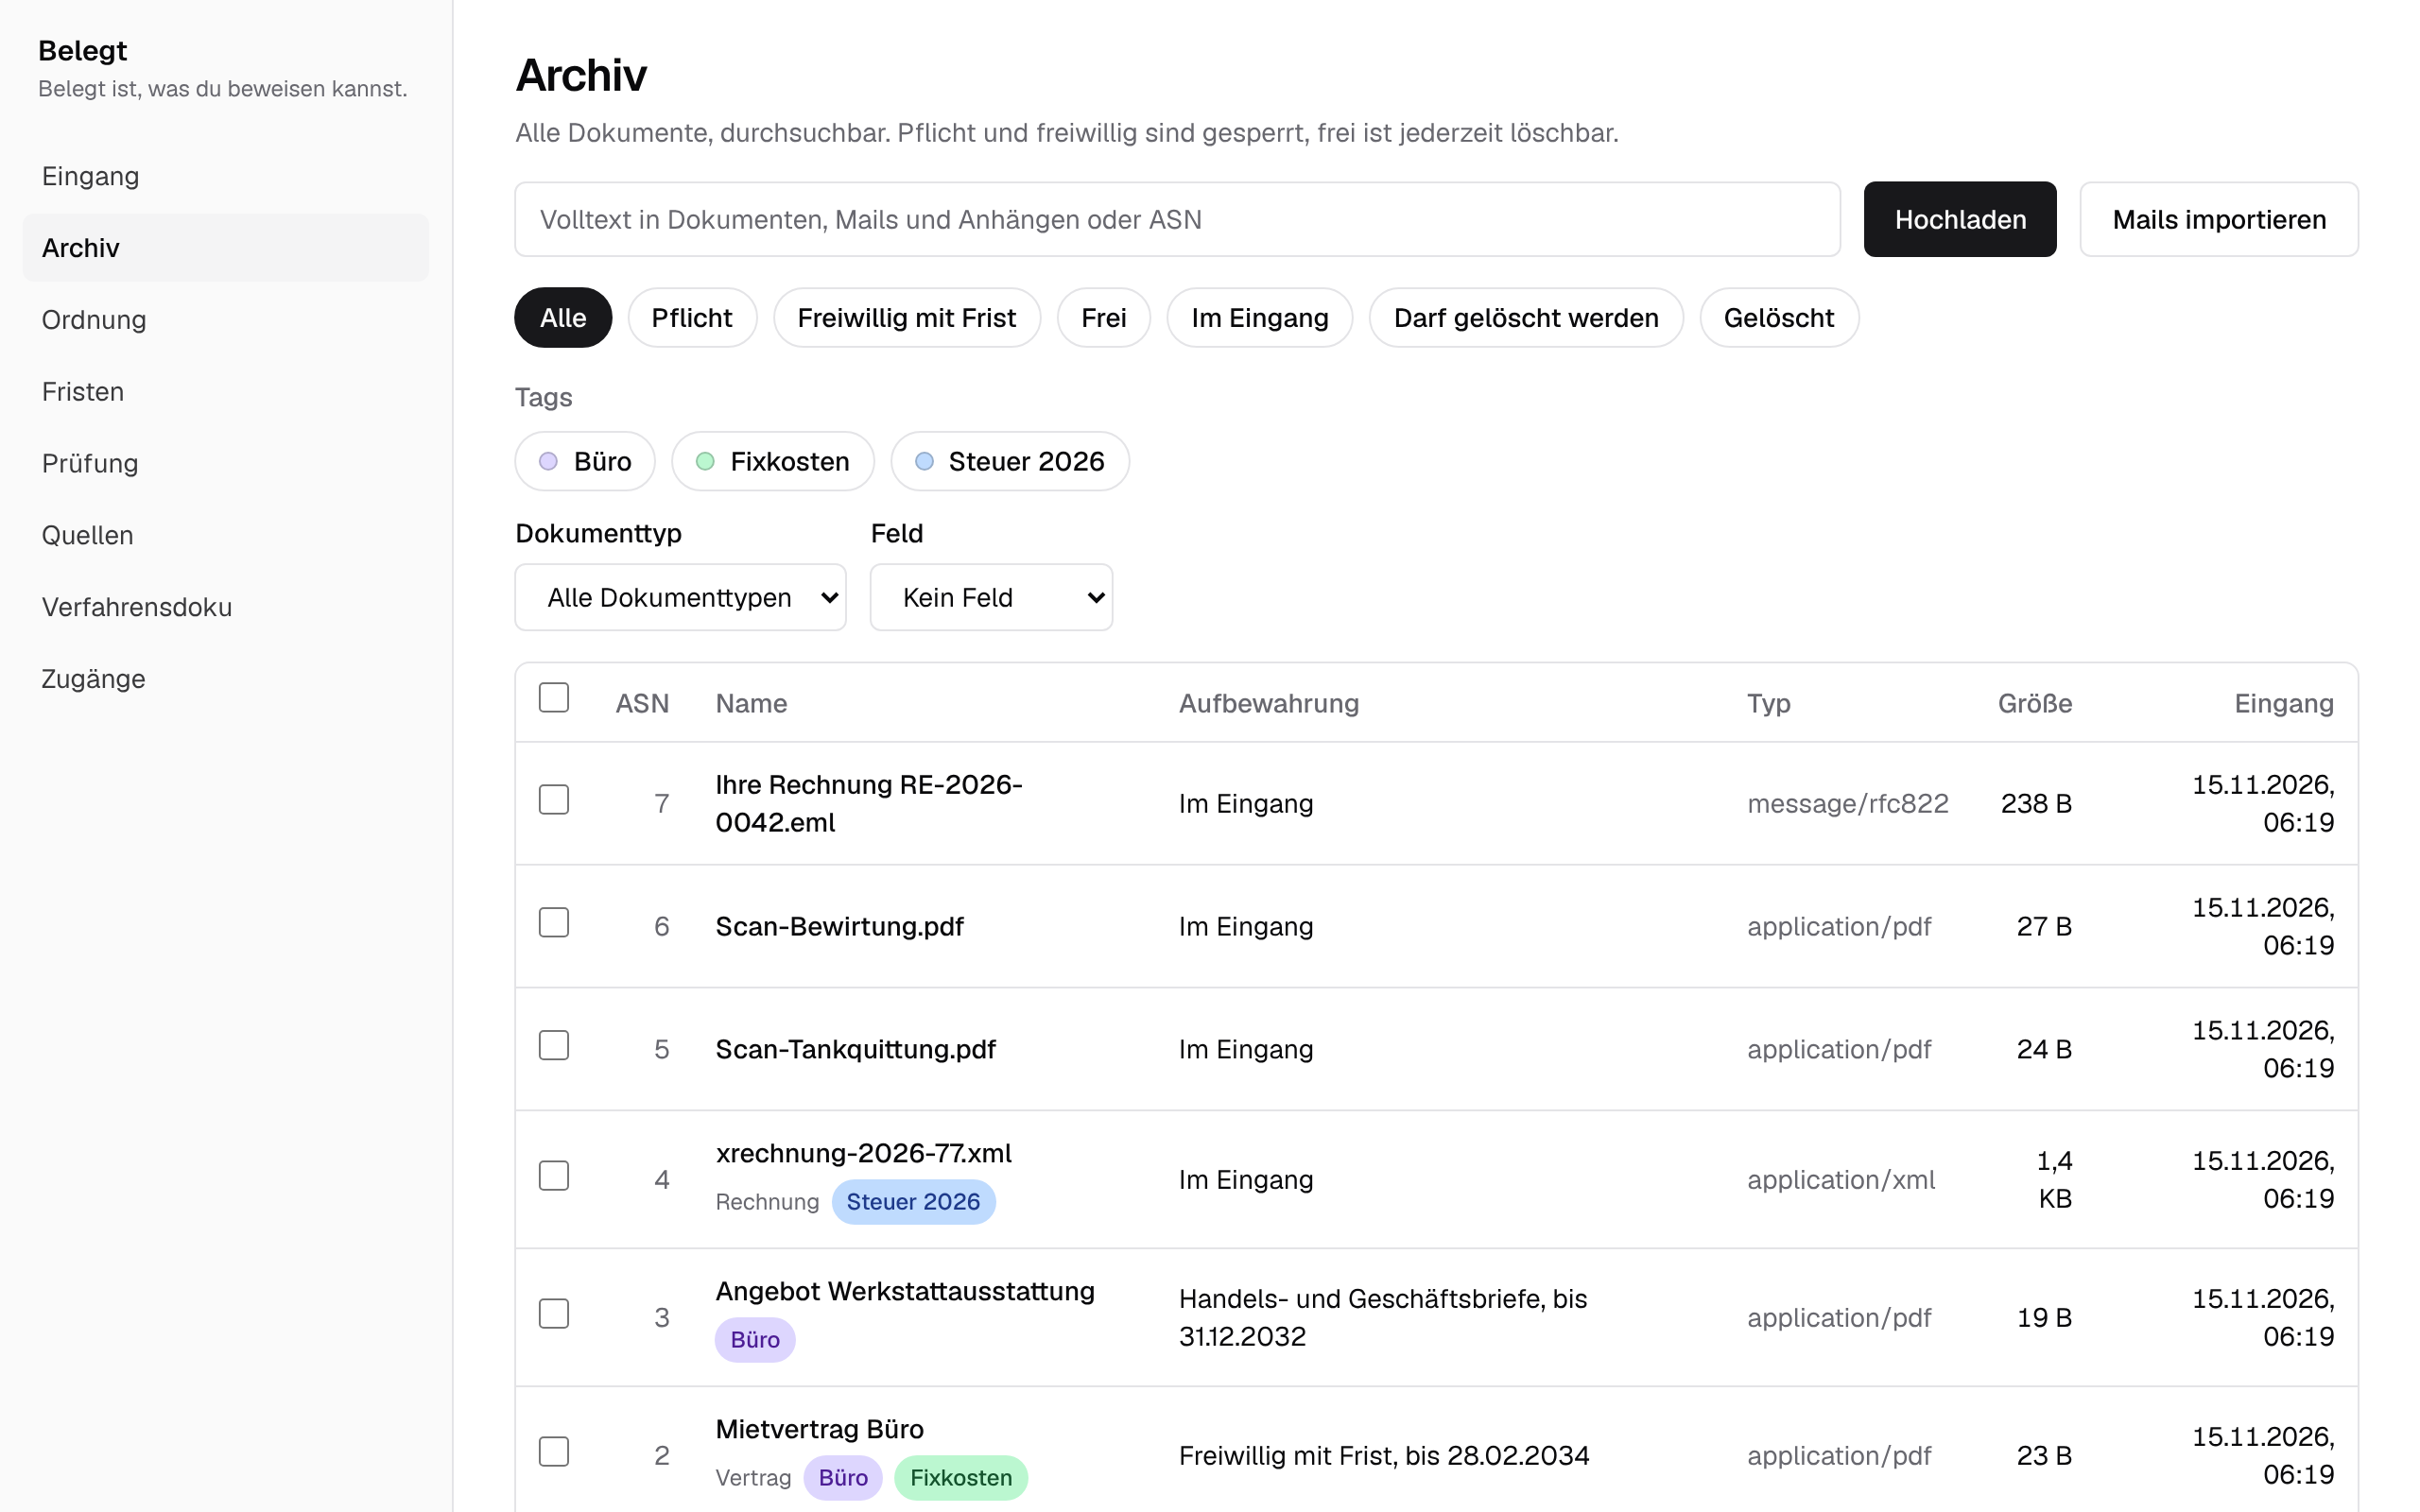 Belegt
Belegt ist, was du beweisen kannst.
Eingang
Archiv
Ordnung
Fristen
Prüfung
Quellen
Verfahrensdoku
Zugänge
Archiv
Alle Dokumente, durchsuchbar. Pflicht und freiwillig sind gesperrt, frei ist jederzeit löschbar.
Volltext in Dokumenten, Mails und Anhängen oder ASN
Hochladen
Mails importieren
Alle
Pflicht
Freiwillig mit Frist
Frei
Im Eingang
Darf gelöscht werden
Gelöscht
Tags
Büro
Fixkosten
Steuer 2026
Dokumenttyp
Feld
Alle Dokumenttypen
Kein Feld
ASN Name Aufbewahrung Typ Größe Eingang
7
Ihre Rechnung RE-2026-
0042.eml
Im Eingang
message/rfc822
238 B
15.11.2026,
06:19
6
Scan-Bewirtung.pdf
Im Eingang
application/pdf
27 B
15.11.2026,
06:19
5
Scan-Tankquittung.pdf
Im Eingang
application/pdf
24 B
15.11.2026,
06:19
4
xrechnung-2026-77.xml
Rechnung Steuer 2026
Im Eingang
application/xml
1,4
KB
15.11.2026,
06:19
3
Angebot Werkstattausstattung
Büro
Handels- und Geschäftsbriefe, bis
31.12.2032
application/pdf
19 B
15.11.2026,
06:19
2
Mietvertrag Büro
Vertrag Büro Fixkosten
Freiwillig mit Frist, bis 28.02.2034
application/pdf
23 B
15.11.2026,
06:19